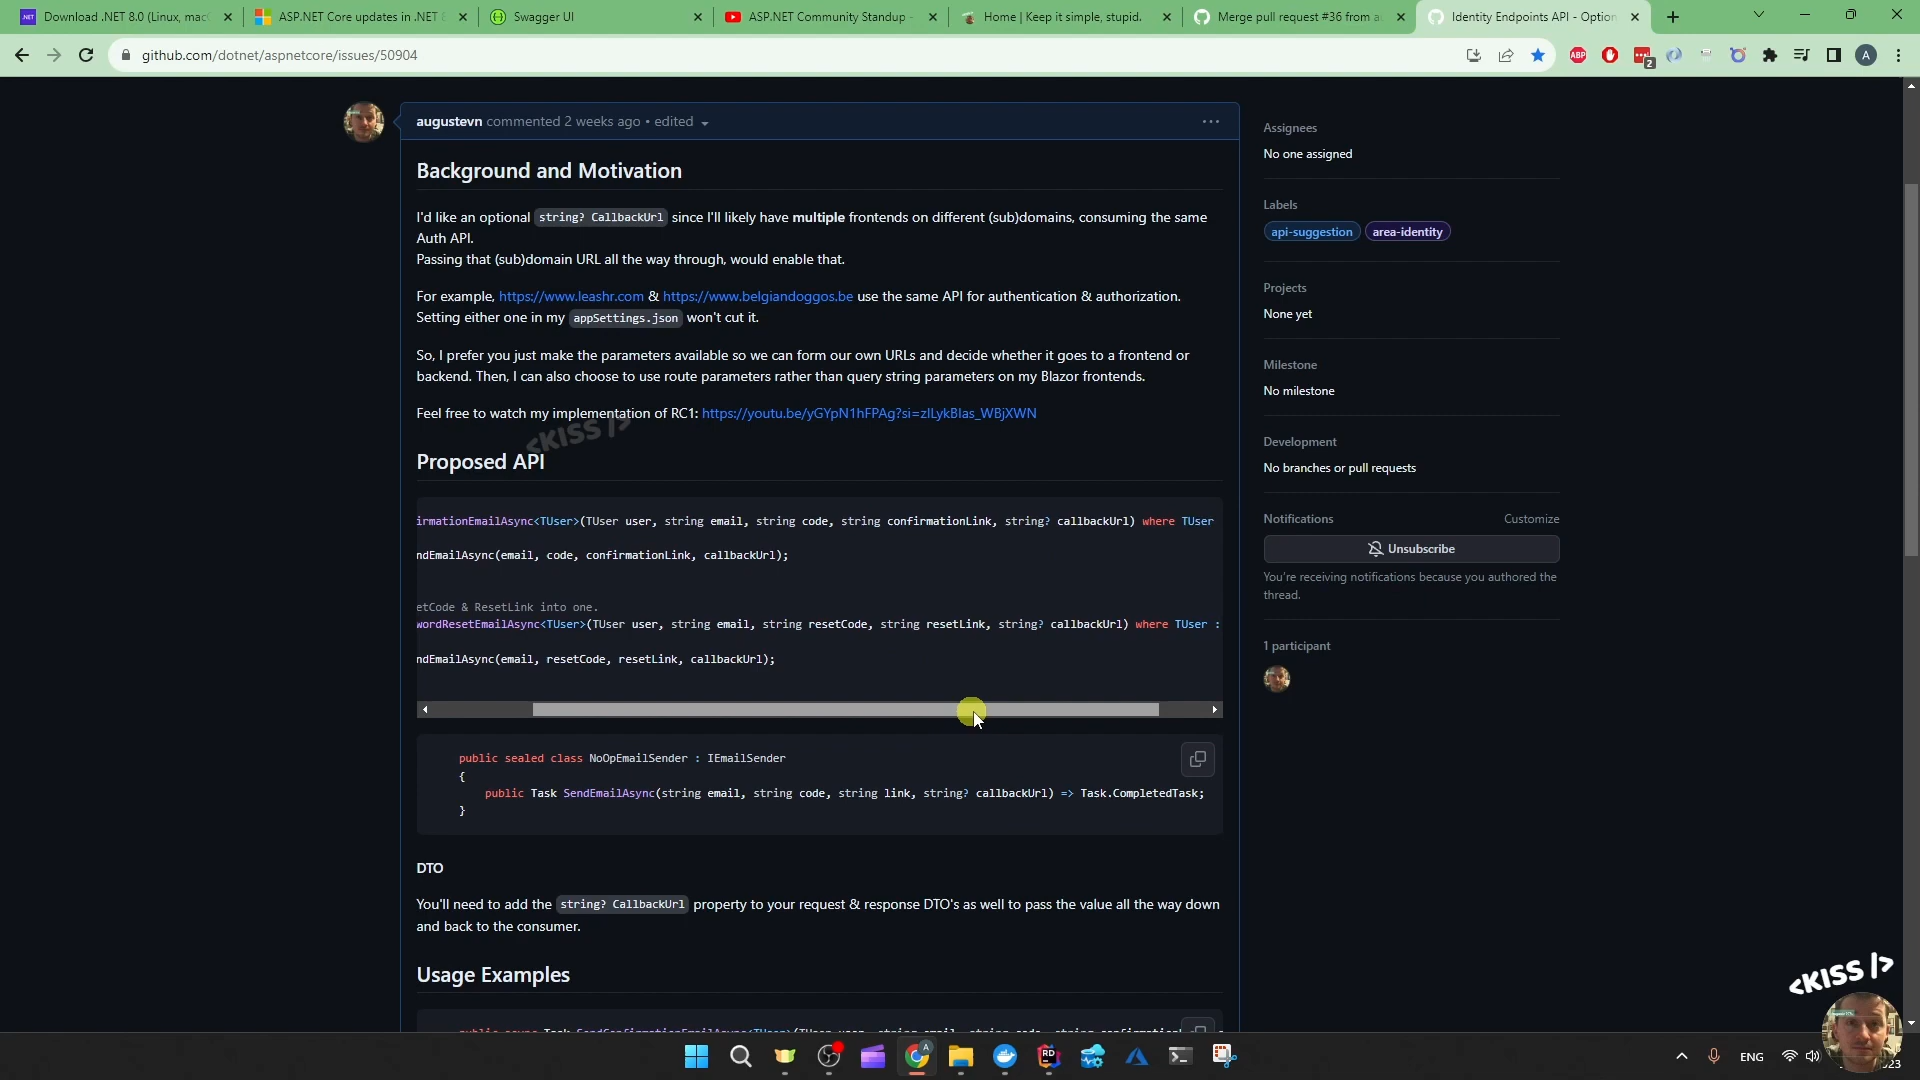 Download .NET 8.0 (Linux, mac
ASP.NET Core updates in .NET 8
Swagger UI
ASP.NET Community Standup -
Home | Keep it simple, stupid.
Merge pull request #36 from a
Identity Endpoints API - Option
github.com/dotnet/aspnetcore/issues/50904
ABP
2
A
augustevn commented 2 weeks ago • edited
Background and Motivation
I'd like an optional string? CallbackUrl since I'll likely have multiple frontends on different (sub)domains, consuming the same
Auth API.
Passing that (sub)domain URL all the way through, would enable that.
For example, https://www.leashr.com & https://www.belgiandoggos.be use the same API for authentication & authorization.
Setting either one in my appSettings.json won't cut it.
So, I prefer you just make the parameters available so we can form our own URLs and decide whether it goes to a frontend or
backend. Then, I can also choose to use route parameters rather than query string parameters on my Blazor frontends.
Feel free to watch my implementation of RC1: https://youtu.be/yGYpN1hFPAg?si=zlLykBlas_WBjXWN
<KISS />
Proposed API
irmationEmailAsync<TUser>(TUser user, string email, string code, string confirmationLink, string? callbackUrl) where TUser
ndEmailAsync(email, code, confirmationLink, callbackUrl);
etCode & ResetLink into one.
wordResetEmailAsync<TUser>(TUser user, string email, string resetCode, string resetLink, string? callbackUrl) where TUser :
ndEmailAsync(email, resetCode, resetLink, callbackUrl);
public sealed class NoOpEmailSender : IEmailSender
{
public Task SendEmailAsync(string email, string code, string link, string? callbackUrl) => Task.CompletedTask;
}
DTO
You'll need to add the string? CallbackUrl property to your request & response DTO's as well to pass the value all the way down
and back to the consumer.
Usage Examples
Assignees
No one assigned
Labels
api-suggestion area-identity
Projects
None yet
Milestone
No milestone
Development
No branches or pull requests
Notifications Customize
Unsubscribe
You're receiving notifications because you authored the
thread.
1 participant
<KISS />
RD
A
ENG